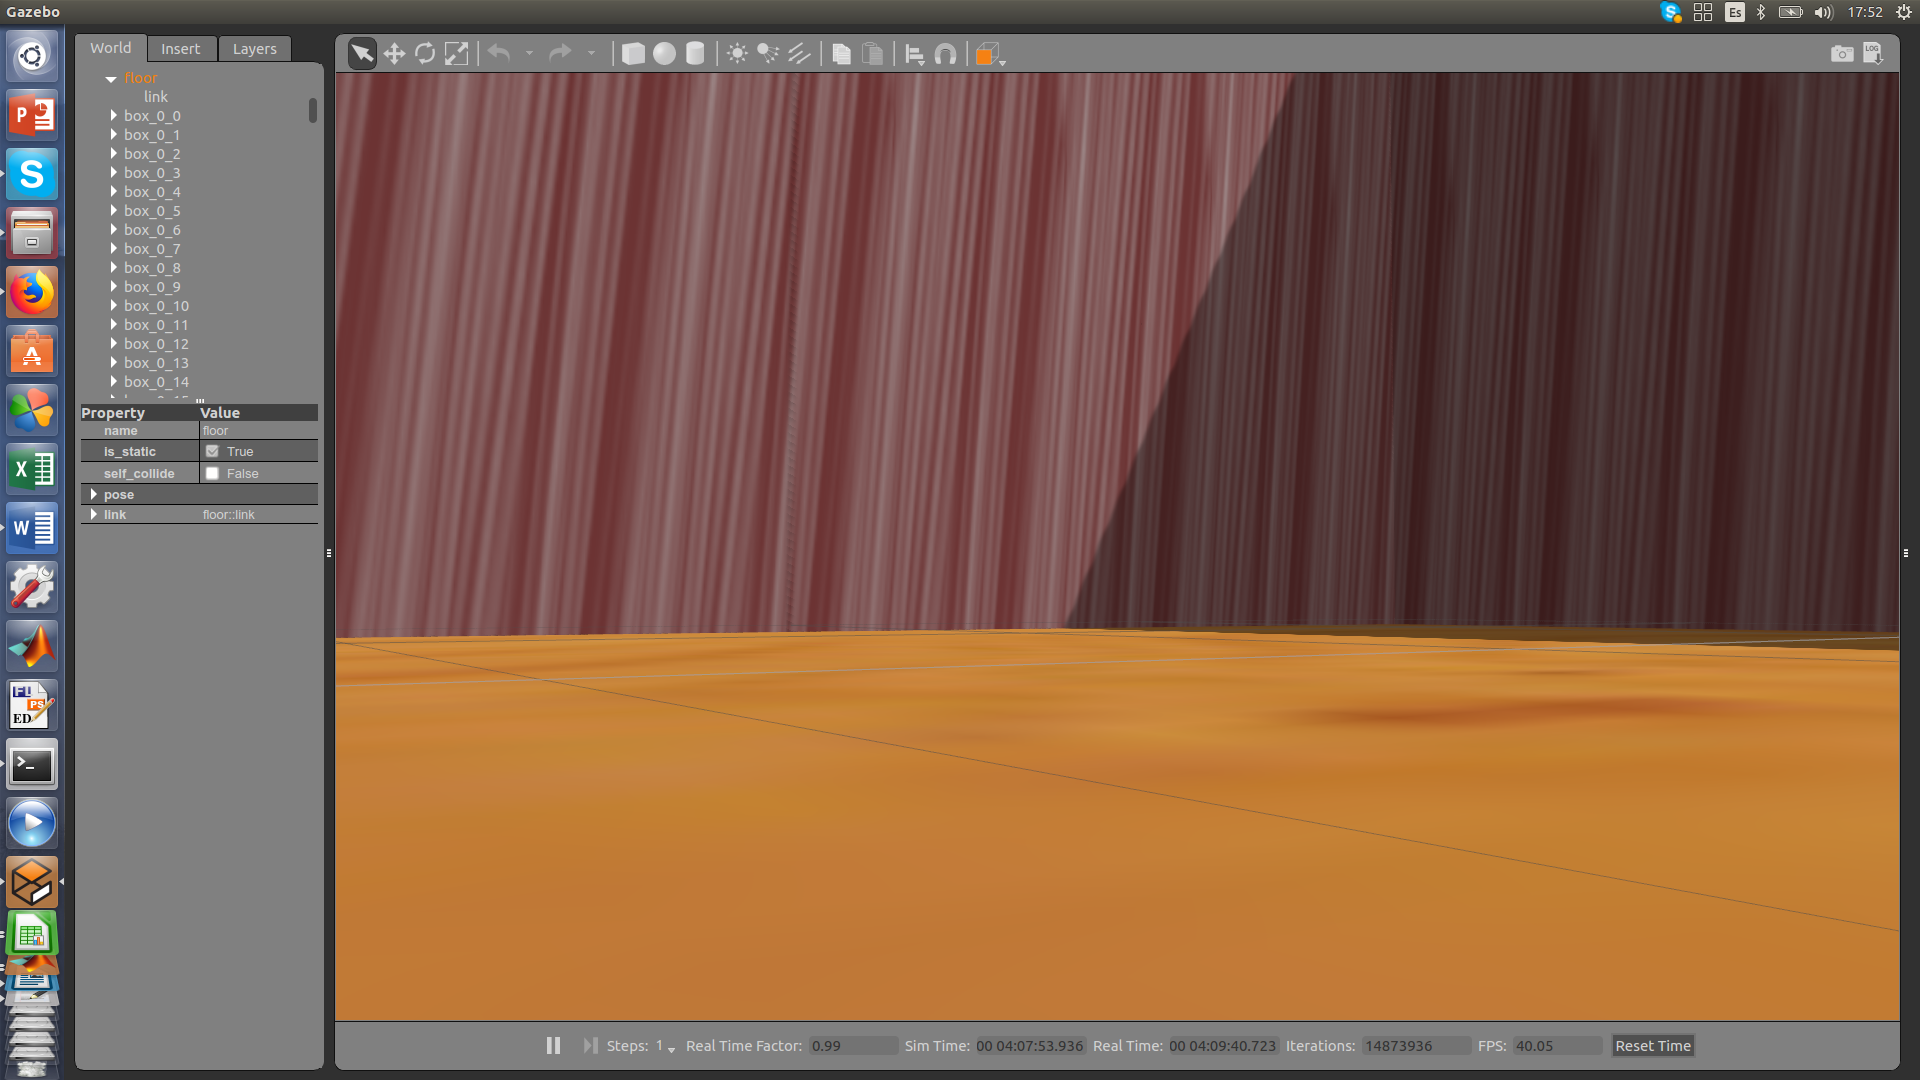 Gazebo
Es
17:52
World Insert Layers
LOG
floor
link
box_0_0
box_0_1
box_0_2
box_0_3
box_0_4
box_0_5
box_0_6
box_0_7
box_0_8
box_0_9
box_0_10
box_0_11
box_0_12
box_0_13
box_0_14
Property Value
name floor
is_static True
self_collide False
pose
link floor::link
Steps: 1 Real Time Factor: 0.99 Sim Time: 00 04:07:53.936 Real Time: 00 04:09:40.723 Iterations: 14873936 FPS: 40.05 Reset Time
P
S
A
X
W
PS
ED
>_